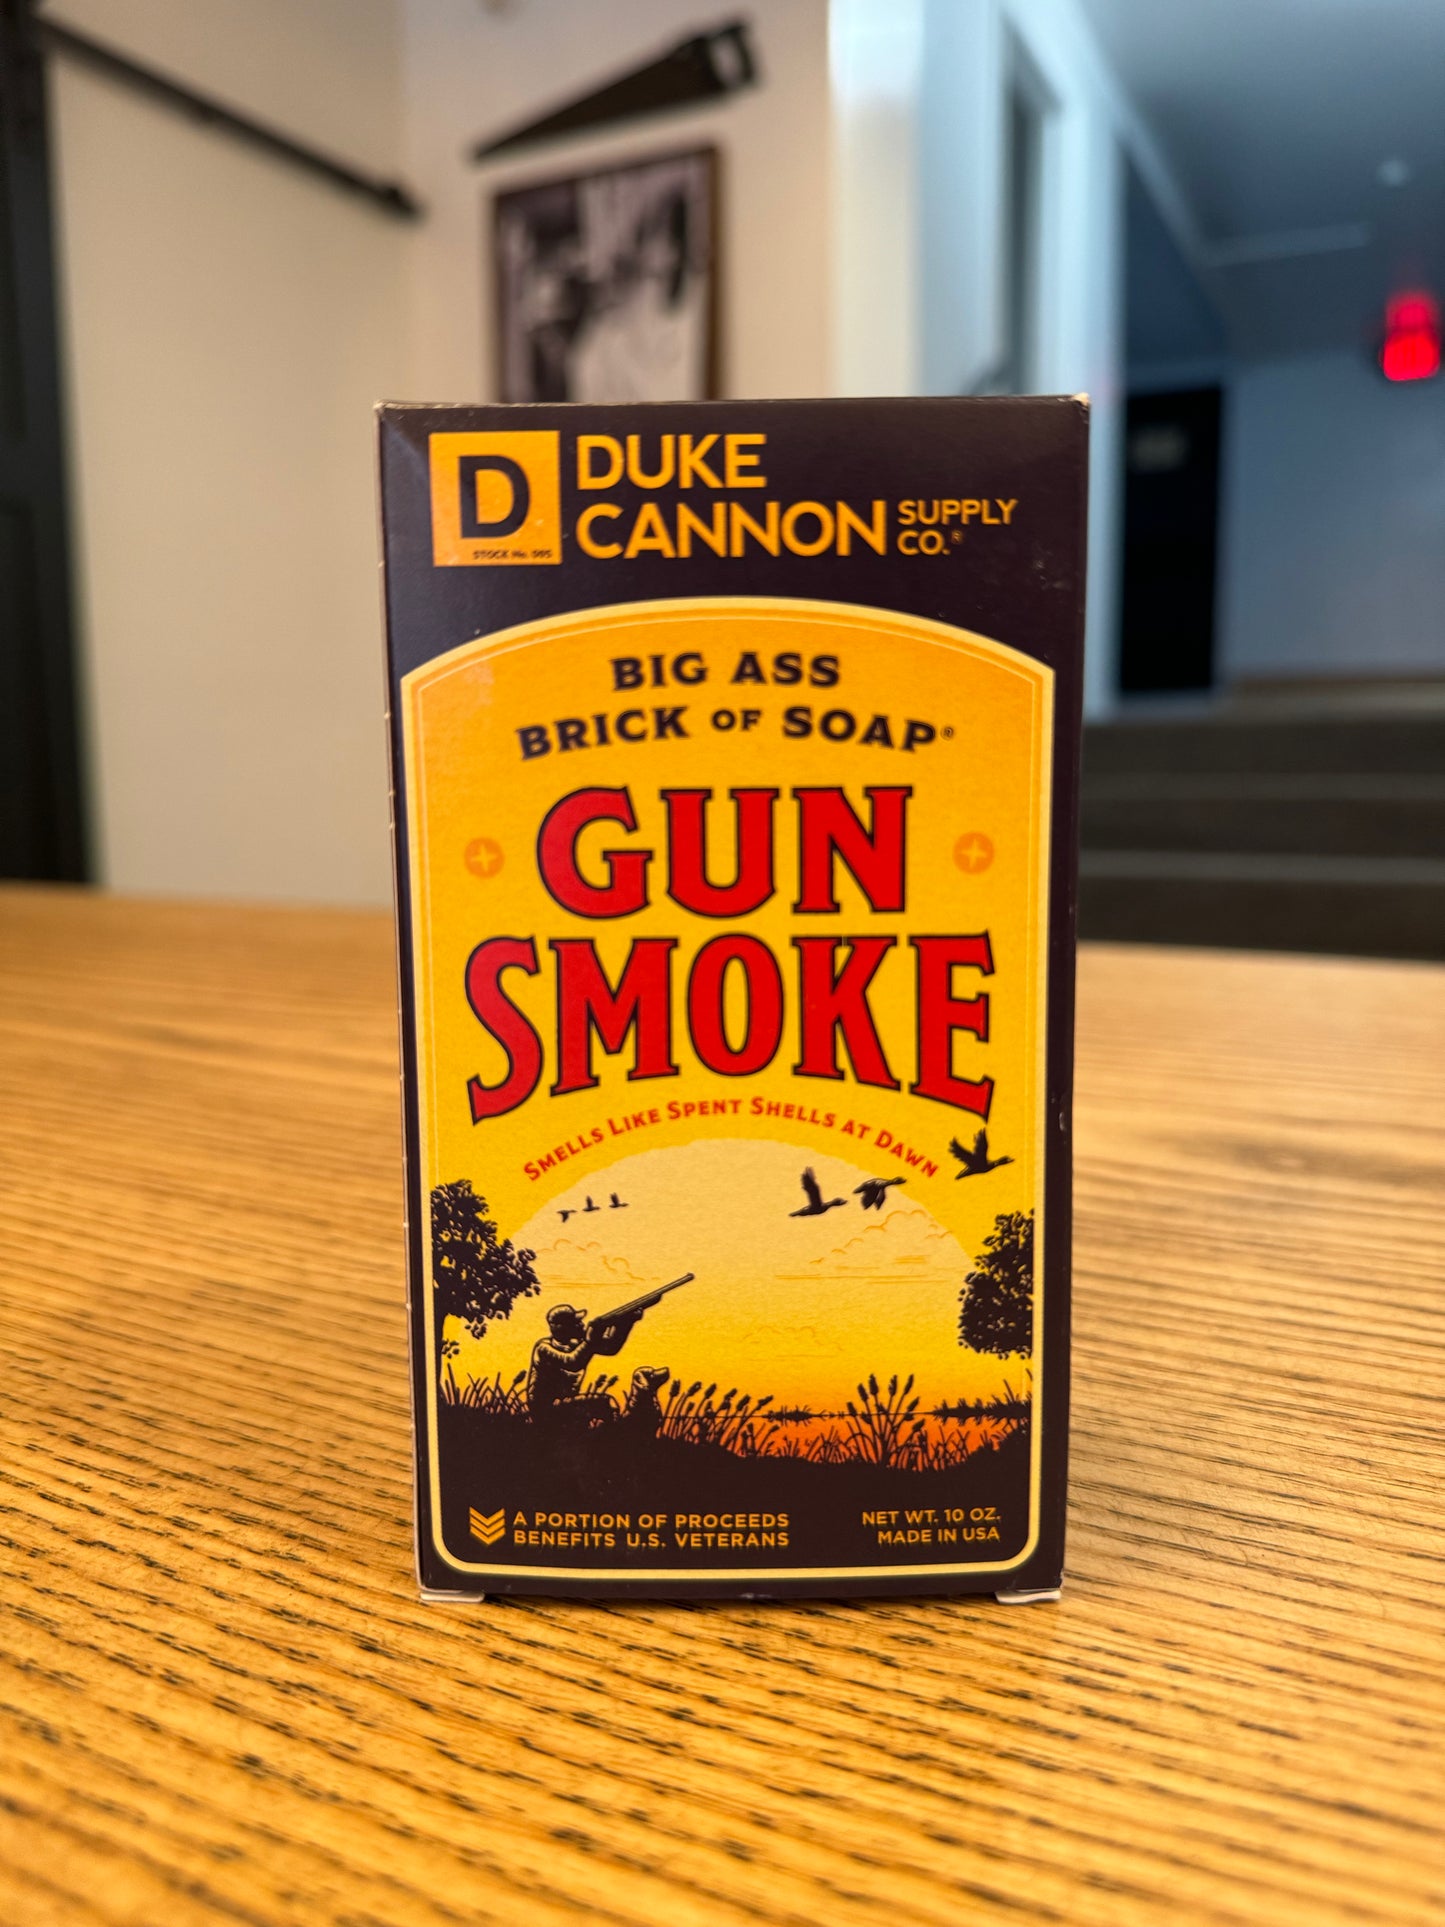 D
STOCK No. 005
DUKE
CANNON SUPPLY CO.®
BIG ASS
BRICK OF SOAP®
GUN
SMOKE
SMELLS LIKE SPENT SHELLS AT DAWN
A PORTION OF PROCEEDS
BENEFITS U.S. VETERANS
NET WT. 10 OZ.
MADE IN USA